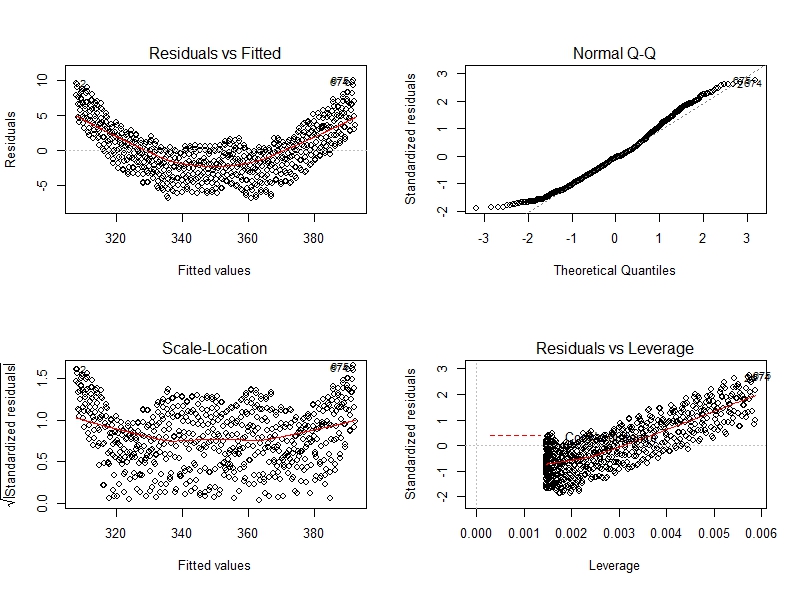 Residuals vs Fitted
Residuals
10
5
0
-5
320 340 360 380
Fitted values
Normal Q-Q
Standardized residuals
3
2
1
0
-1
-2
-3 -2 -1 0 1 2 3
Theoretical Quantiles
Scale-Location
√|Standardized residuals|
1.5
1.0
0.5
0.0
320 340 360 380
Fitted values
Residuals vs Leverage
Standardized residuals
3
2
1
0
-1
-2
0.000 0.001 0.002 0.003 0.004 0.005 0.006
Leverage